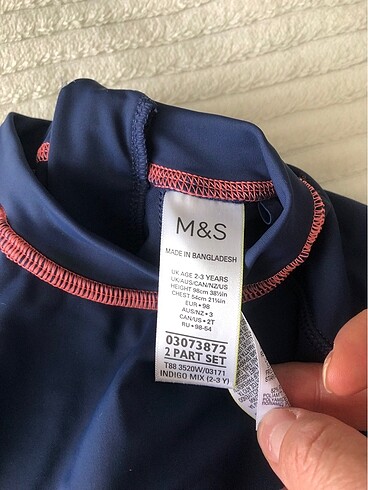 M&S
MADE IN BANGLADESH
UK AGE 2-3 YEARS
UK/AUS/CAN/NZ/US
HEIGHT 98cm 38½in
CHEST 54cm 21¼in
EUR • 98
AUS/NZ • 3
CAN/US • 2T
RU • 98-54
03073872
2 PART SET
T88 3520W/03171
INDIGO MIX (2-3 Y)